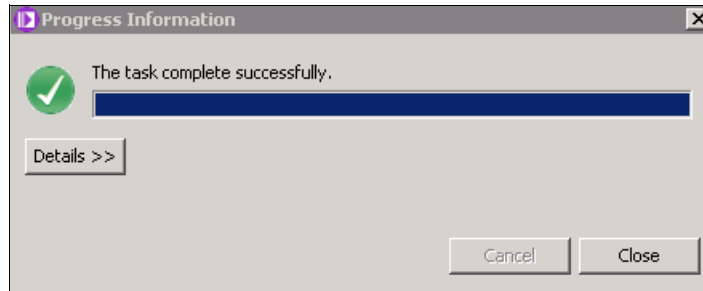 Progress Information
The task complete successfully.
Details >>
Cancel
Close